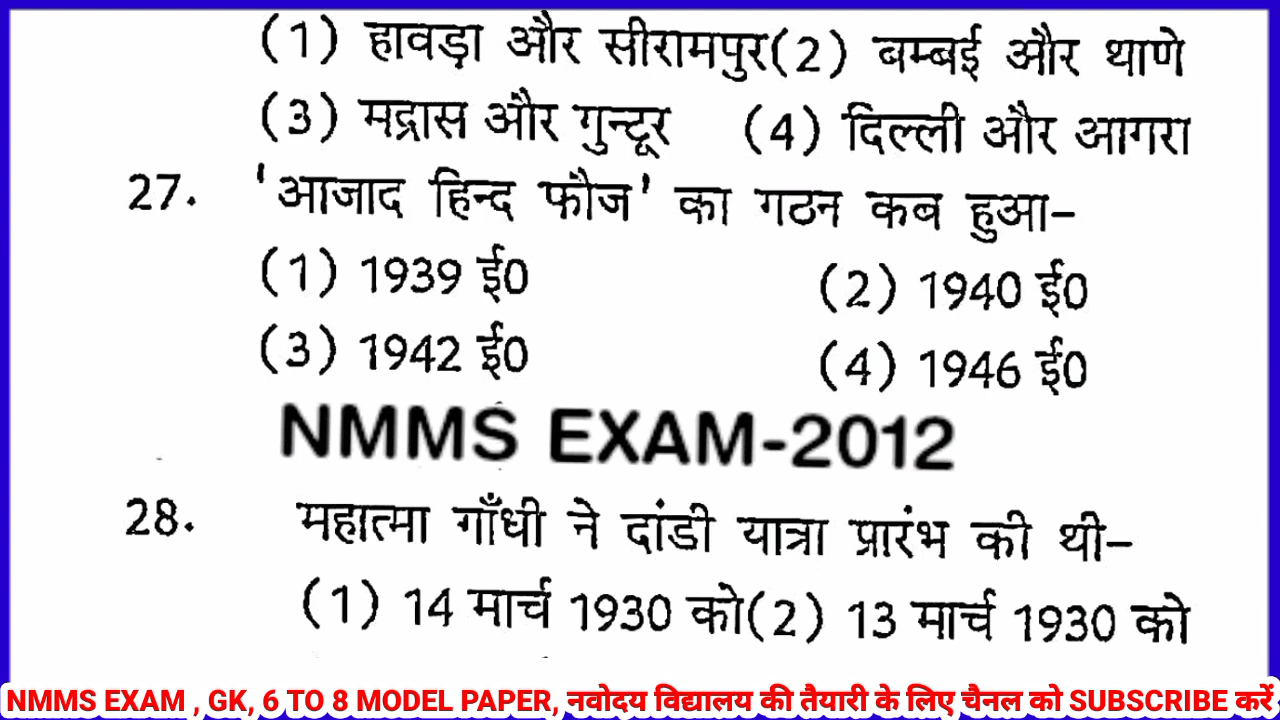 (1) हावड़ा और सीरामपुर(2) बम्बई और थाणे
(3) मद्रास और गुन्टूर (4) दिल्ली और आगरा
27. 'आजाद हिन्द फौज' का गठन कब हुआ-
(1) 1939 ई0 (2) 1940 ई0
(3) 1942 ई0 (4) 1946 ई0
NMMS EXAM-2012
28. महात्मा गाँधी ने दांडी यात्रा प्रारंभ की थी-
(1) 14 मार्च 1930 को(2) 13 मार्च 1930 को
NMMS EXAM , GK, 6 TO 8 MODEL PAPER, नवोदय विद्यालय की तैयारी के लिए चैनल को SUBSCRIBE करें